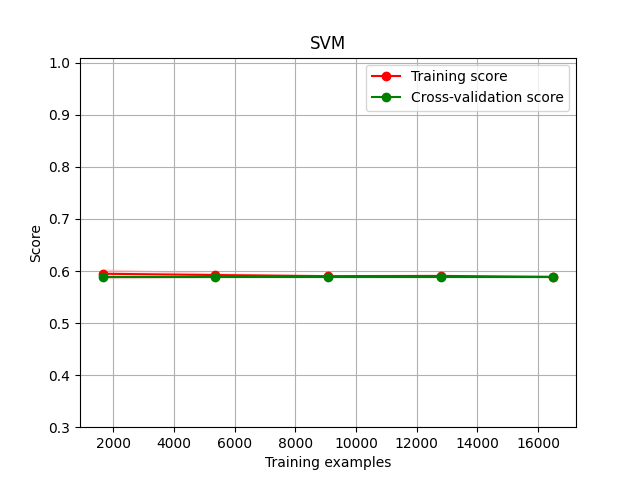 SVM
Training score
Cross-validation score
1.0
0.9
0.8
0.7
0.6
0.5
0.4
0.3
Score
2000 4000 6000 8000 10000 12000 14000 16000
Training examples